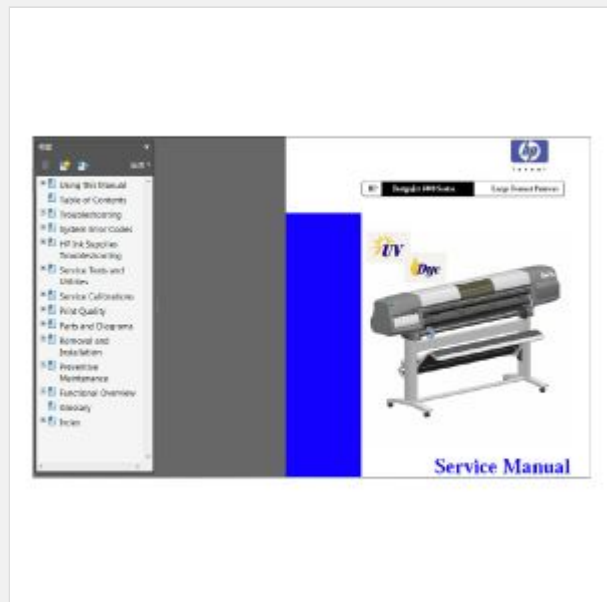 Using this Manual
Table of Contents
Troubleshooting
System Error Codes
HP Ink Supplies
Troubleshooting
Service Tests and
Utilities
Service Calibrations
Print Quality
Parts and Diagrams
Removal and
Installation
Preventive
Maintenance
Functional Overview
Glossary
Index
hp
invent
HP
DesignJet Series
Large Format Printers
UV
Dye
Service Manual